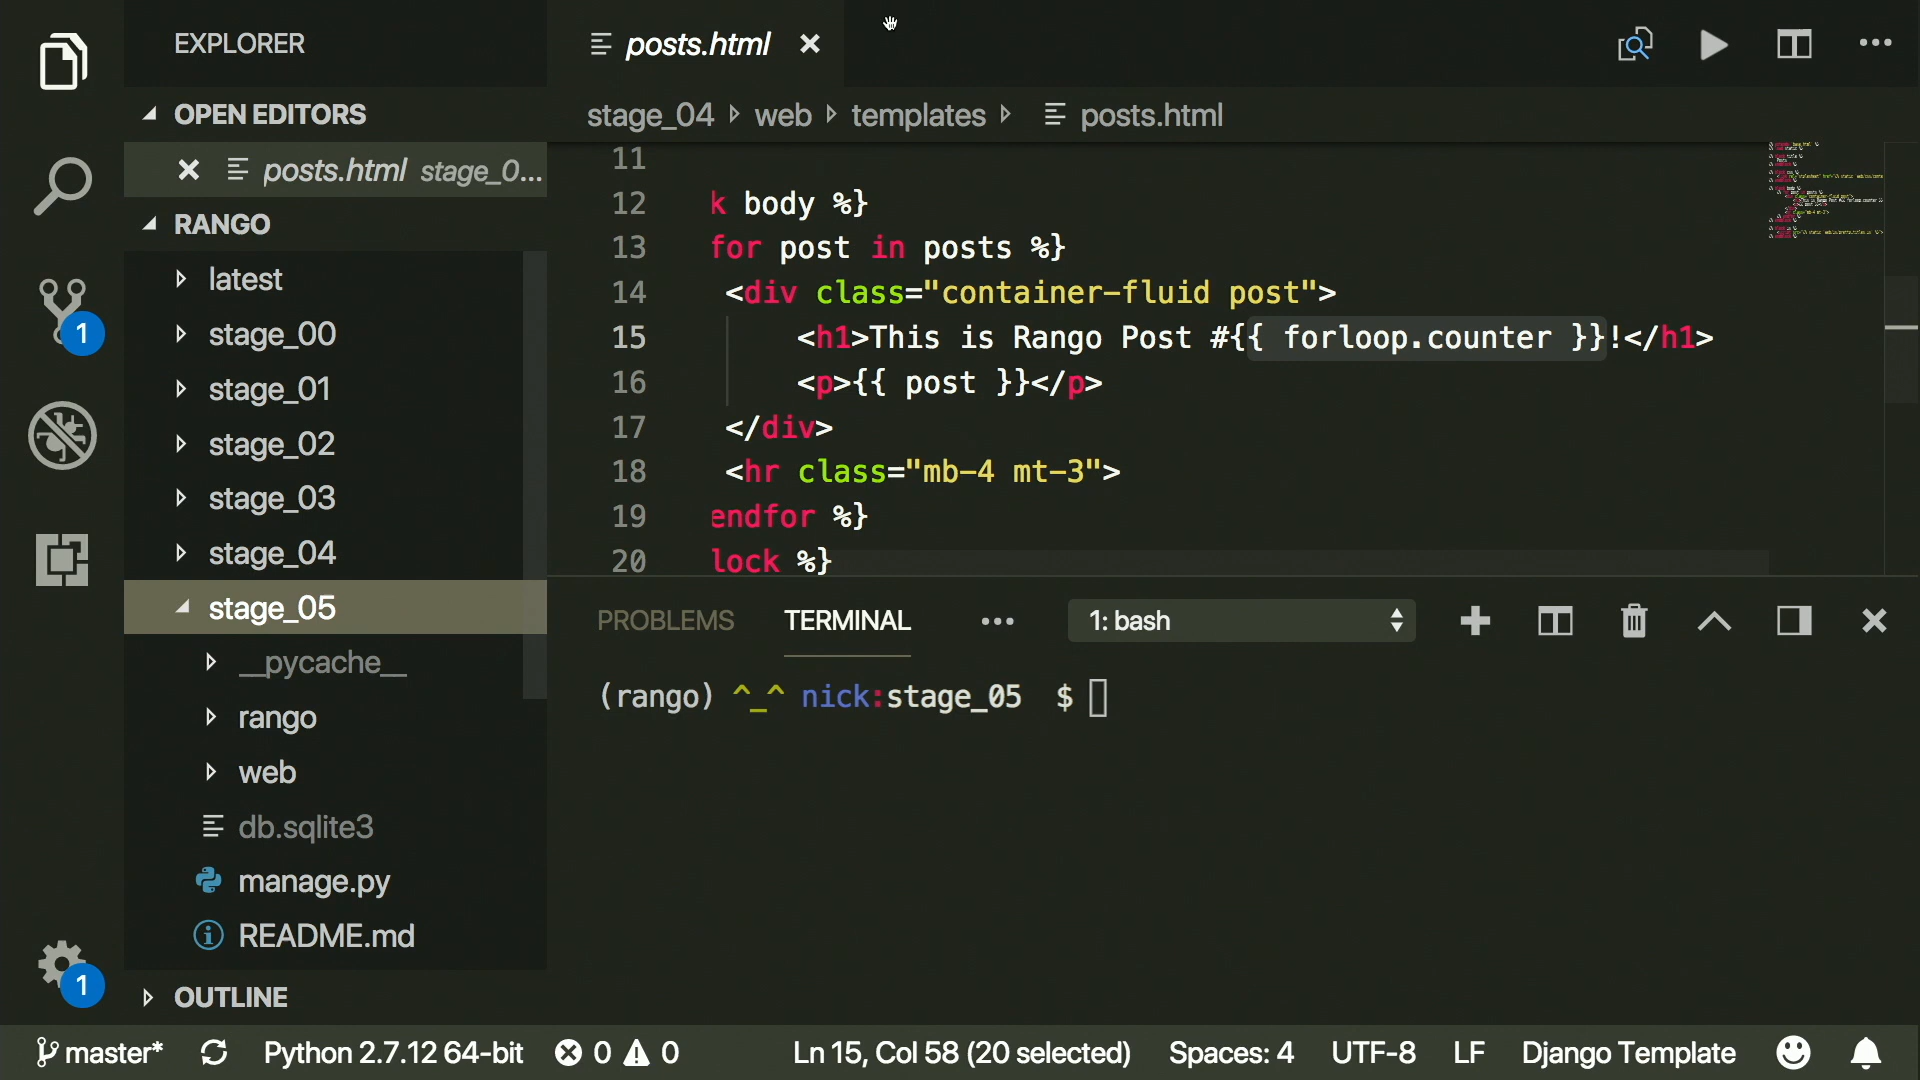 EXPLORER
OPEN EDITORS
posts.html stage_0...
RANGO
latest
stage_00
stage_01
stage_02
stage_03
stage_04
stage_05
__pycache__
rango
web
db.sqlite3
manage.py
README.md
OUTLINE
1
1
posts.html
stage_04 web templates posts.html
11
12 k body %}
13 for post in posts %}
14 <div class="container-fluid post">
15 <h1>This is Rango Post #{{ forloop.counter }}!</h1>
16 <p>{{ post }}</p>
17 </div>
18 <hr class="mb-4 mt-3">
19 endfor %}
20 lock %}
PROBLEMS TERMINAL ... 1: bash
(rango) ^_^ nick:stage_05 $
master* Python 2.7.12 64-bit 0 0 Ln 15, Col 58 (20 selected) Spaces: 4 UTF-8 LF Django Template